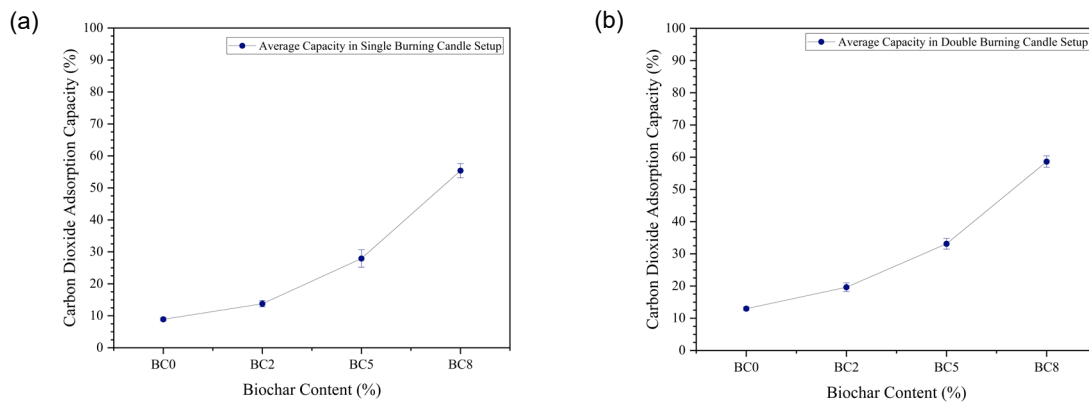 (a)
Average Capacity in Single Burning Candle Setup
Carbon Dioxide Adsorption Capacity (%)
100
90
80
70
60
50
40
30
20
10
0
BC0 BC2 BC5 BC8
Biochar Content (%)
(b)
Average Capacity in Double Burning Candle Setup
Carbon Dioxide Adsorption Capacity (%)
100
90
80
70
60
50
40
30
20
10
0
BC0 BC2 BC5 BC8
Biochar Content (%)